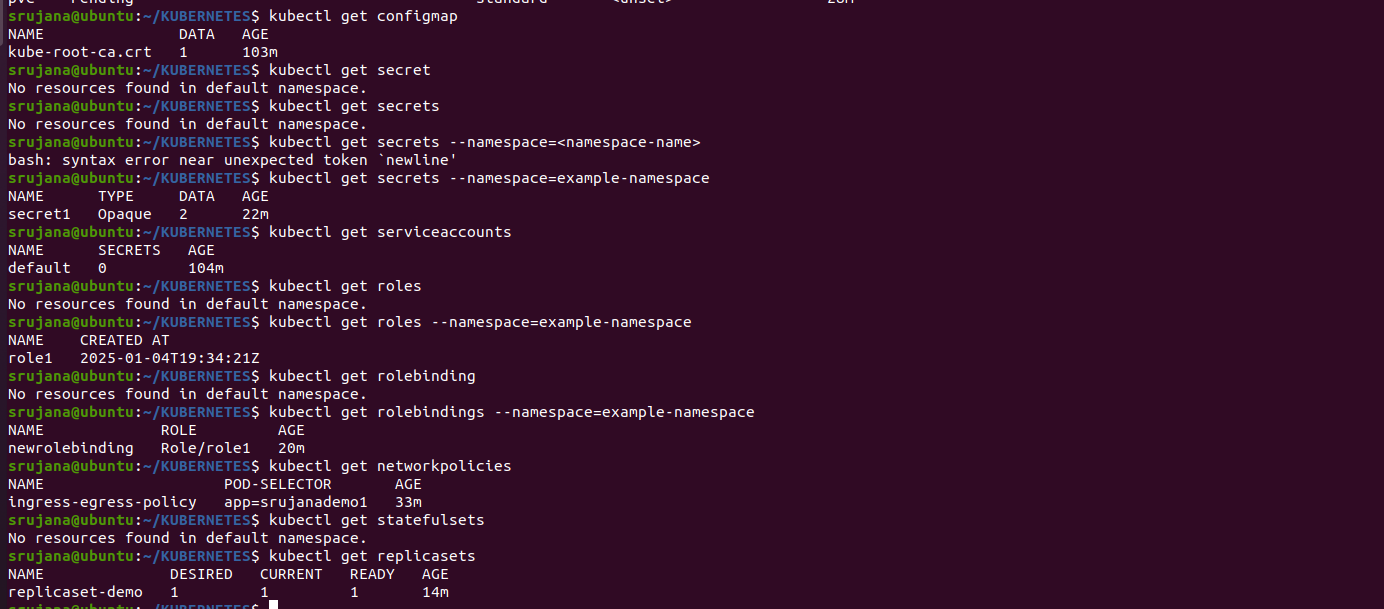 pvc    Pending                                      standard       <unset>                 28m
srujana@ubuntu:~/KUBERNETES$ kubectl get configmap
NAME               DATA   AGE
kube-root-ca.crt   1      103m
srujana@ubuntu:~/KUBERNETES$ kubectl get secret
No resources found in default namespace.
srujana@ubuntu:~/KUBERNETES$ kubectl get secrets
No resources found in default namespace.
srujana@ubuntu:~/KUBERNETES$ kubectl get secrets --namespace=<namespace-name>
bash: syntax error near unexpected token `newline'
srujana@ubuntu:~/KUBERNETES$ kubectl get secrets --namespace=example-namespace
NAME      TYPE     DATA   AGE
secret1   Opaque   2      22m
srujana@ubuntu:~/KUBERNETES$ kubectl get serviceaccounts
NAME      SECRETS   AGE
default   0         104m
srujana@ubuntu:~/KUBERNETES$ kubectl get roles
No resources found in default namespace.
srujana@ubuntu:~/KUBERNETES$ kubectl get roles --namespace=example-namespace
NAME    CREATED AT
role1   2025-01-04T19:34:21Z
srujana@ubuntu:~/KUBERNETES$ kubectl get rolebinding
No resources found in default namespace.
srujana@ubuntu:~/KUBERNETES$ kubectl get rolebindings --namespace=example-namespace
NAME             ROLE         AGE
newrolebinding   Role/role1   20m
srujana@ubuntu:~/KUBERNETES$ kubectl get networkpolicies
NAME                    POD-SELECTOR       AGE
ingress-egress-policy   app=srujanademo1   33m
srujana@ubuntu:~/KUBERNETES$ kubectl get statefulsets
No resources found in default namespace.
srujana@ubuntu:~/KUBERNETES$ kubectl get replicasets
NAME              DESIRED   CURRENT   READY   AGE
replicaset-demo   1         1         1       14m
srujana@ubuntu:~/KUBERNETES$